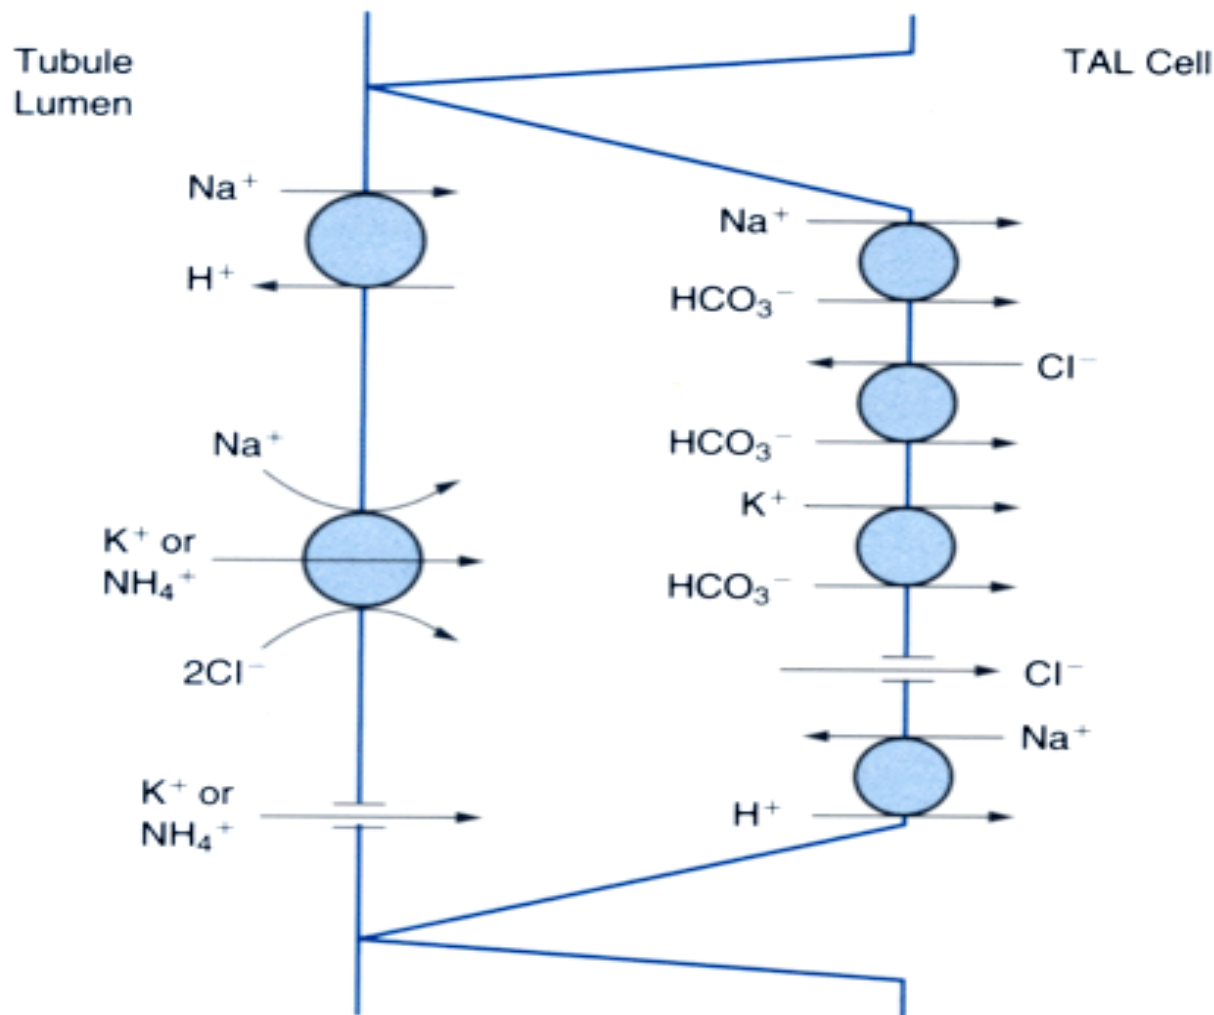 Tubule
Lumen
TAL Cell
Na⁺
H⁺
Na⁺
K⁺ or
NH₄⁺
2Cl⁻
K⁺ or
NH₄⁺
Na⁺
HCO₃⁻
Cl⁻
HCO₃⁻
K⁺
HCO₃⁻
Cl⁻
Na⁺
H⁺